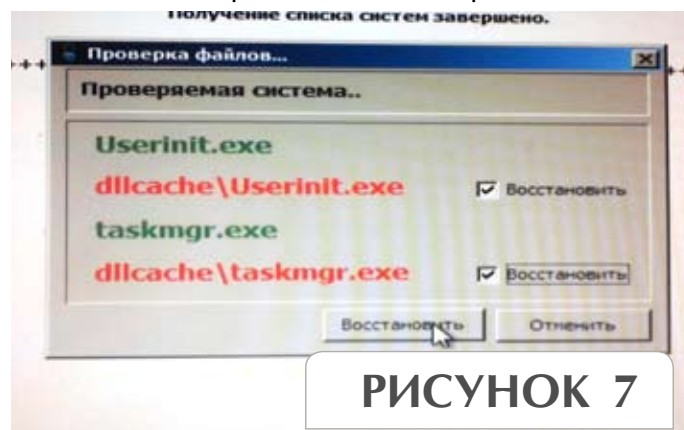 Получение списка систем завершено.
Проверка файлов...
Проверяемая система..
Userinit.exe
dllcache\Userinit.exe
Восстановить
taskmgr.exe
dllcache\taskmgr.exe
Восстановить
Восстановить
Отменить
РИСУНОК 7